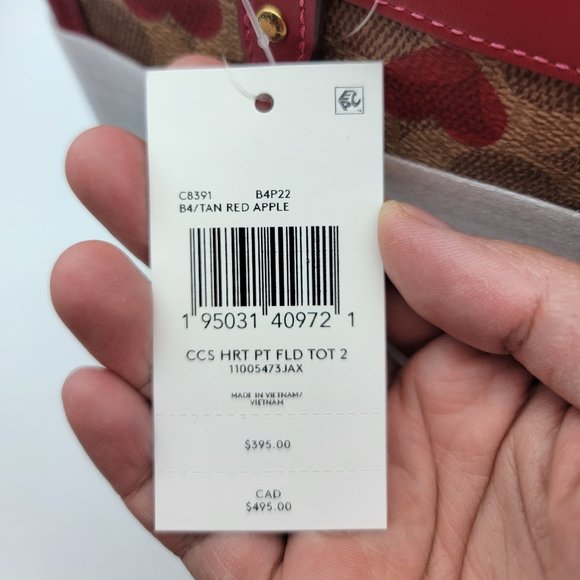 C8391 B4P22
B4/TAN RED APPLE
1 95031 40972 1
CCS HRT PT FLD TOT 2
11005473JAX
MADE IN VIETNAM/
VIETNAM
$395.00
CAD
$495.00